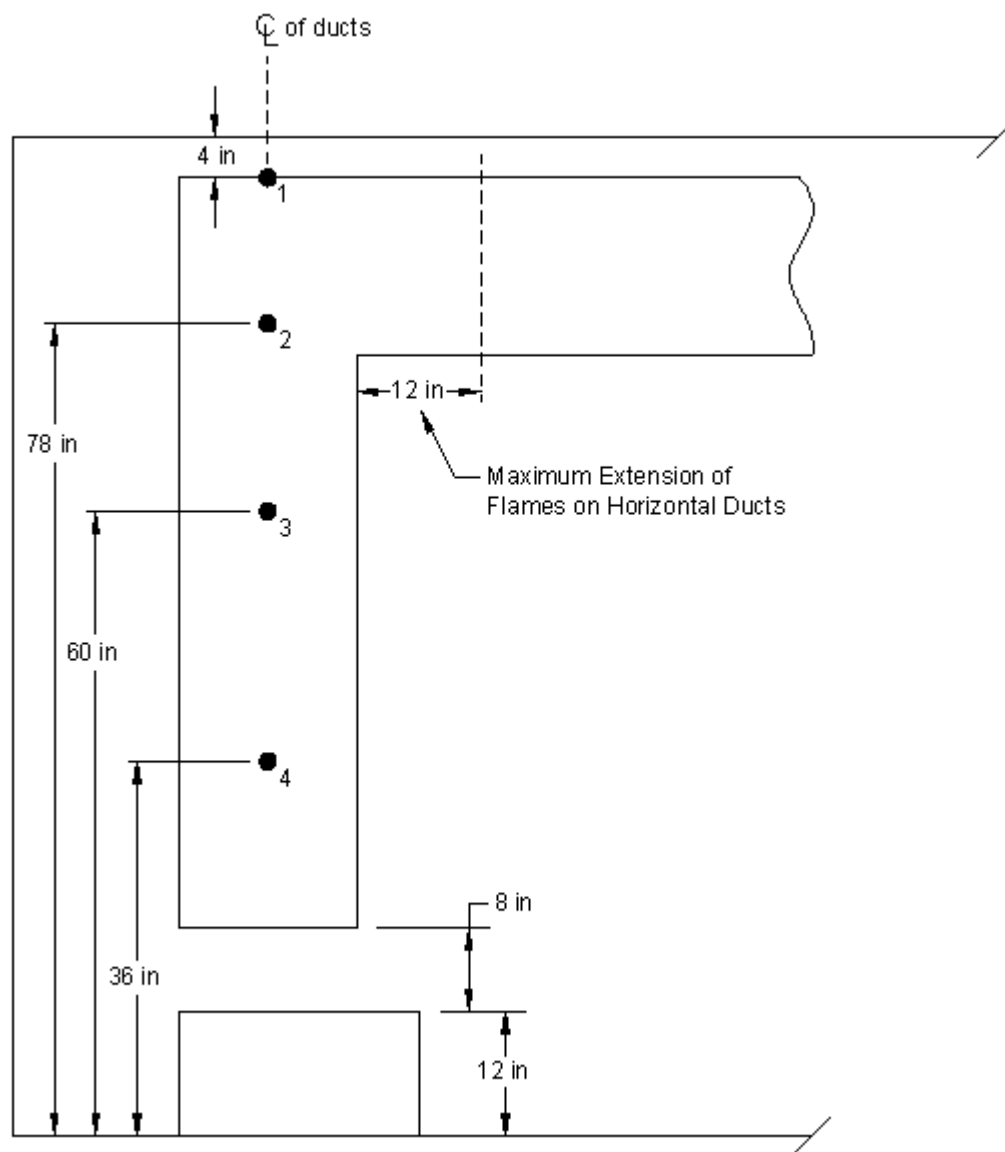 ℄ of ducts
4 in
1
2
12 in
78 in
Maximum Extension of
Flames on Horizontal Ducts
3
60 in
4
8 in
36 in
12 in